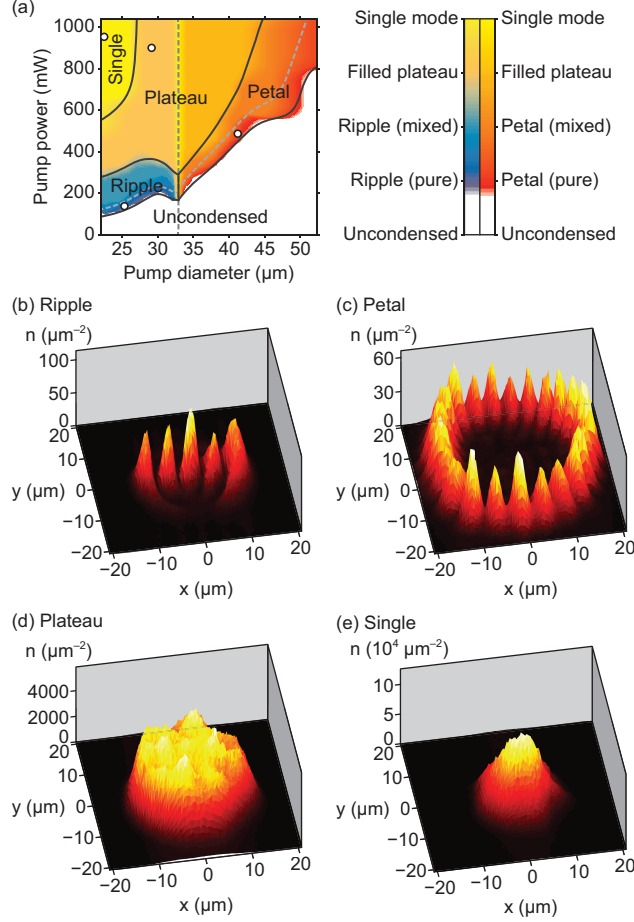 (a)
1000
800
600
400
200
0
Pump power (mW)
25
30
35
40
45
50
Pump diameter (μm)
Single
Plateau
Petal
Ripple
Uncondensed
Single mode
Filled plateau
Ripple (mixed)
Ripple (pure)
Uncondensed
Single mode
Filled plateau
Petal (mixed)
Petal (pure)
Uncondensed
(b) Ripple
n (μm⁻²)
100
50
0
20
10
0
−10
−20
y (μm)
−20
−10
0
10
20
x (μm)
(c) Petal
n (μm⁻²)
60
30
0
20
10
0
−10
−20
y (μm)
−20
−10
0
10
20
x (μm)
(d) Plateau
n (μm⁻²)
4000
2000
0
20
10
0
−10
−20
y (μm)
−20
−10
0
10
20
x (μm)
(e) Single
n (10⁴ μm⁻²)
10
5
0
20
10
0
−10
−20
y (μm)
−20
−10
0
10
20
x (μm)